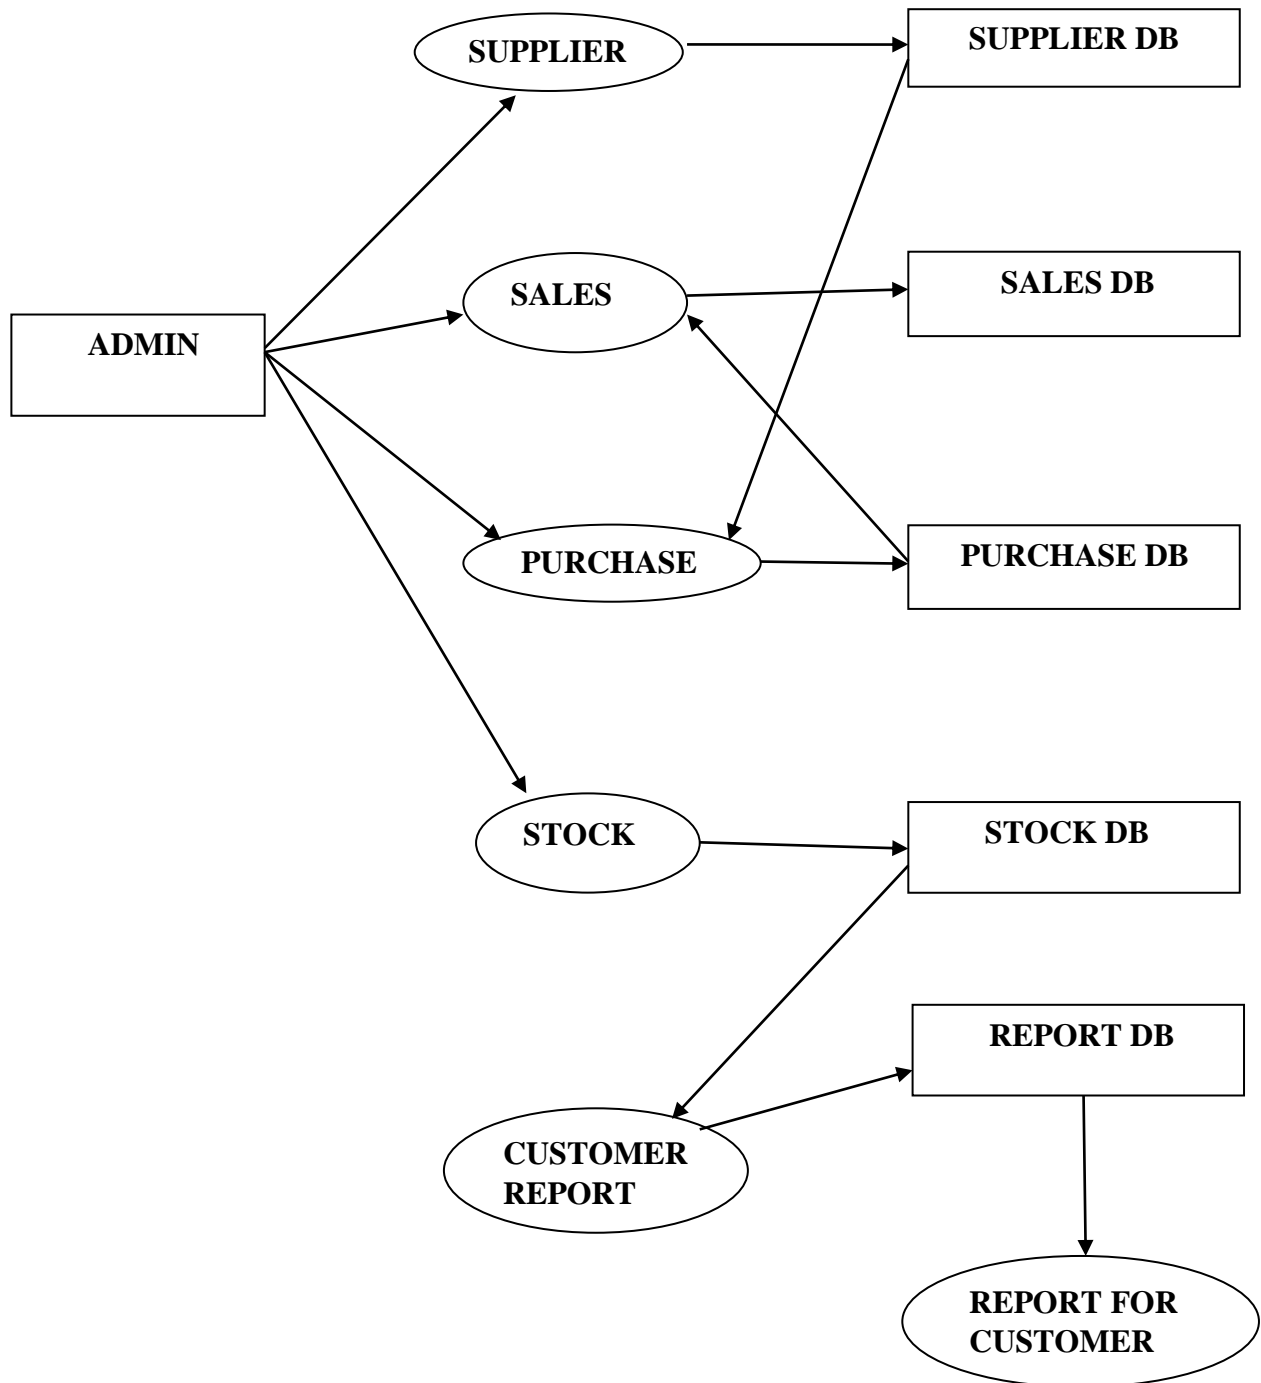 SUPPLIER
SUPPLIER DB
SALES
SALES DB
ADMIN
PURCHASE
PURCHASE DB
STOCK
STOCK DB
REPORT DB
CUSTOMER
REPORT
REPORT FOR
CUSTOMER